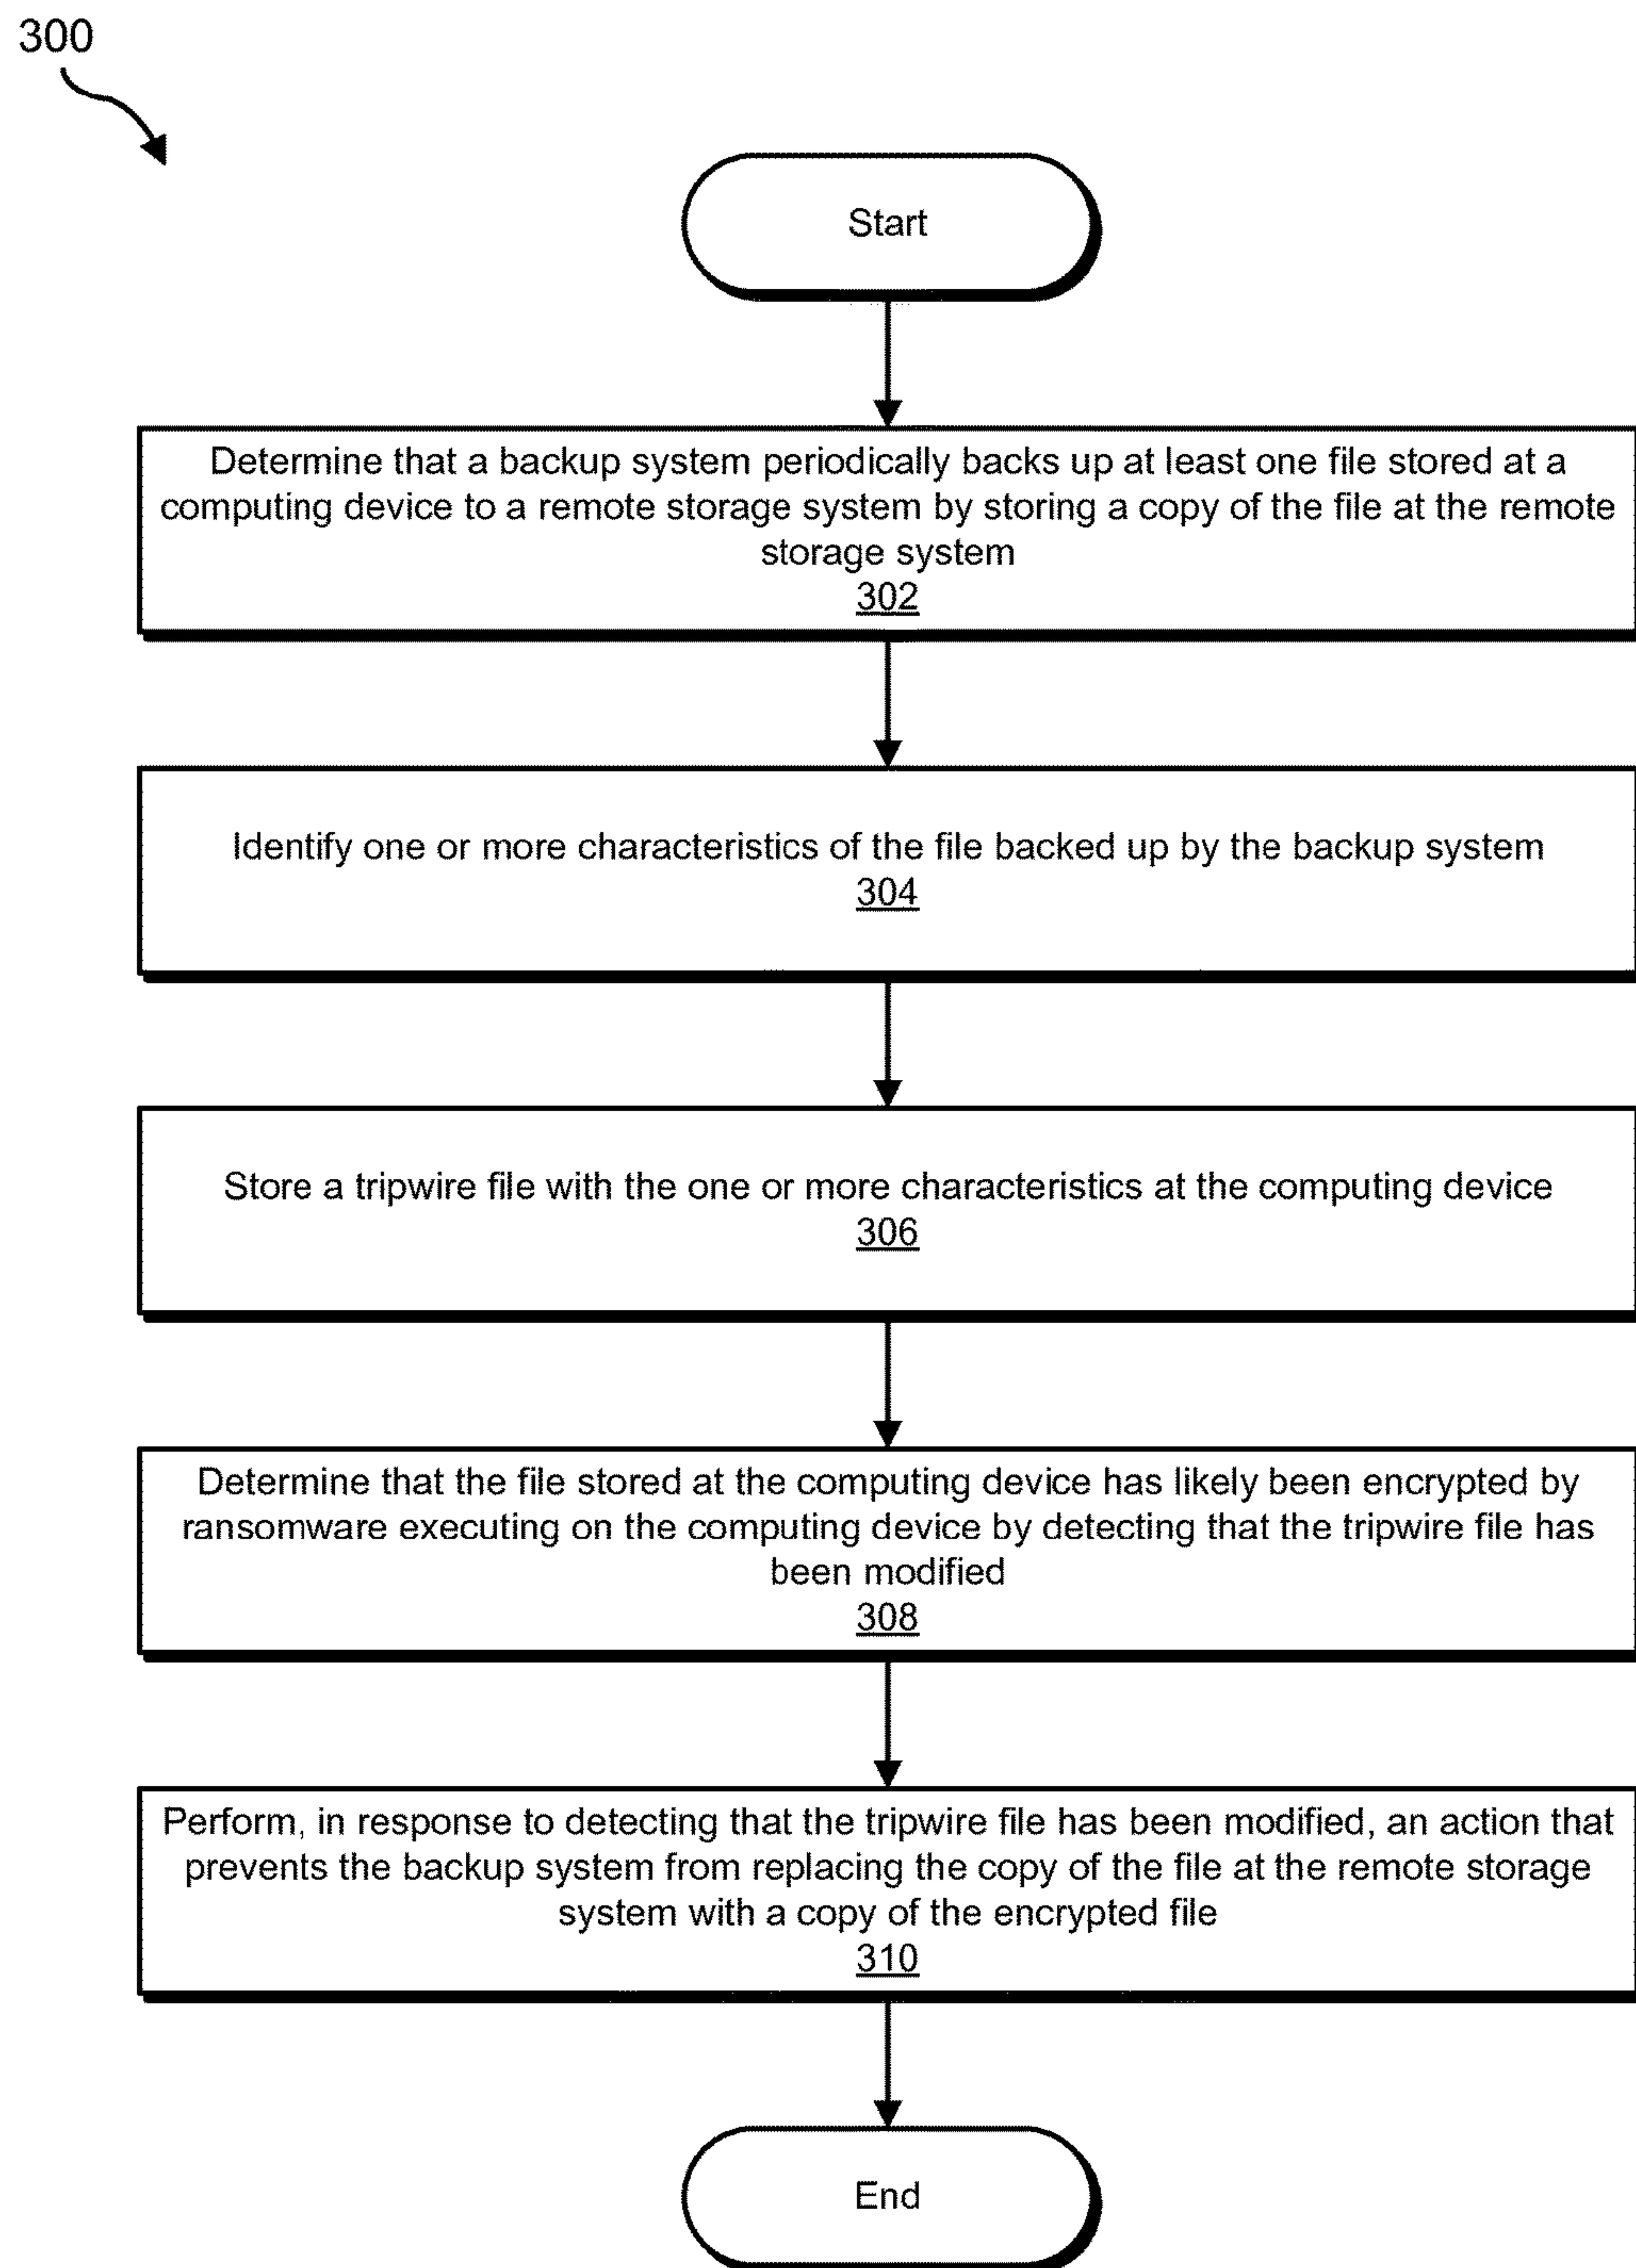 300
Start
Determine that a backup system periodically backs up at least one file stored at a
computing device to a remote storage system by storing a copy of the file at the remote
storage system
302
Identify one or more characteristics of the file backed up by the backup system
304
Store a tripwire file with the one or more characteristics at the computing device
306
Determine that the file stored at the computing device has likely been encrypted by
ransomware executing on the computing device by detecting that the tripwire file has
been modified
308
Perform, in response to detecting that the tripwire file has been modified, an action that
prevents the backup system from replacing the copy of the file at the remote storage
system with a copy of the encrypted file
310
End